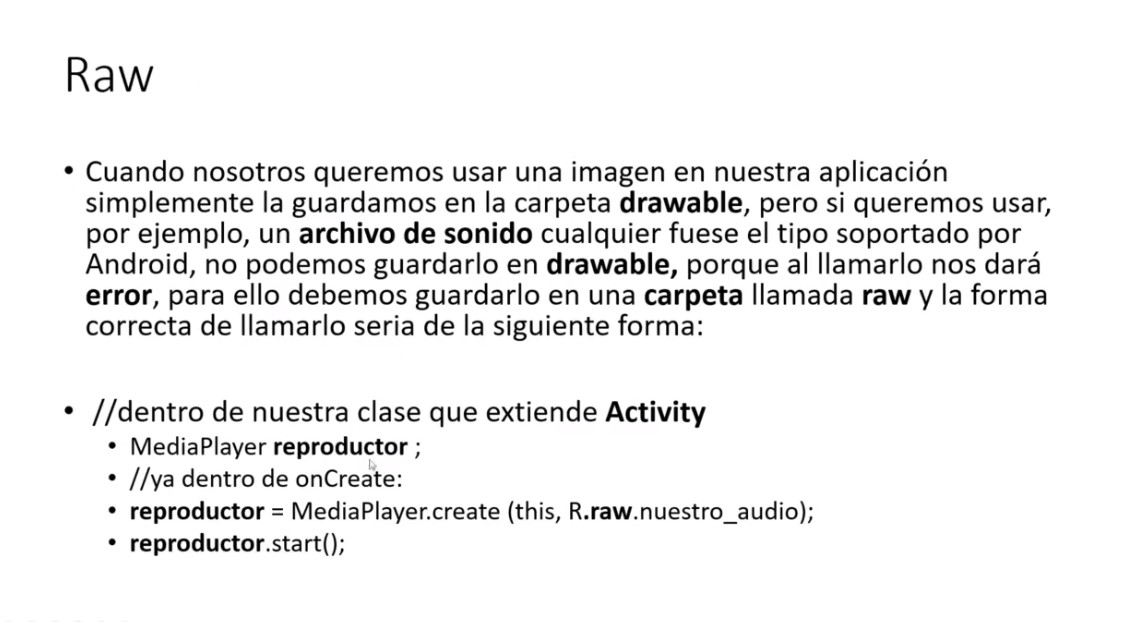 Raw
• Cuando nosotros queremos usar una imagen en nuestra aplicación
simplemente la guardamos en la carpeta drawable, pero si queremos usar,
por ejemplo, un archivo de sonido cualquier fuese el tipo soportado por
Android, no podemos guardarlo en drawable, porque al llamarlo nos dará
error, para ello debemos guardarlo en una carpeta llamada raw y la forma
correcta de llamarlo seria de la siguiente forma:
• //dentro de nuestra clase que extiende Activity
• MediaPlayer reproductor ;
• //ya dentro de onCreate:
• reproductor = MediaPlayer.create (this, R.raw.nuestro_audio);
• reproductor.start();